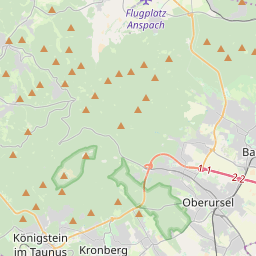 Flugplatz
Anspach
1.1
2.2
Ba
Oberursel
Königstein
im Taunus
Kronberg